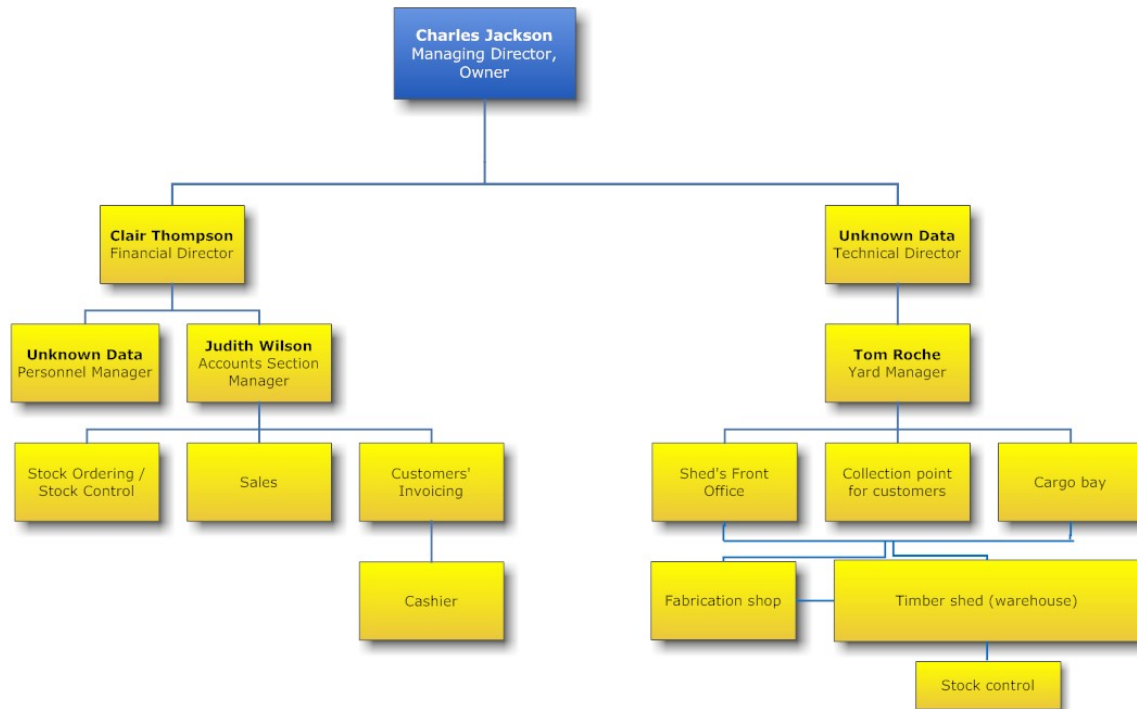 Charles Jackson
Managing Director,
Owner
Clair Thompson
Financial Director
Unknown Data
Technical Director
Unknown Data
Personnel Manager
Judith Wilson
Accounts Section
Manager
Tom Roche
Yard Manager
Stock Ordering /
Stock Control
Sales
Customers'
Invoicing
Shed's Front
Office
Collection point
for customers
Cargo bay
Cashier
Fabrication shop
Timber shed (warehouse)
Stock control